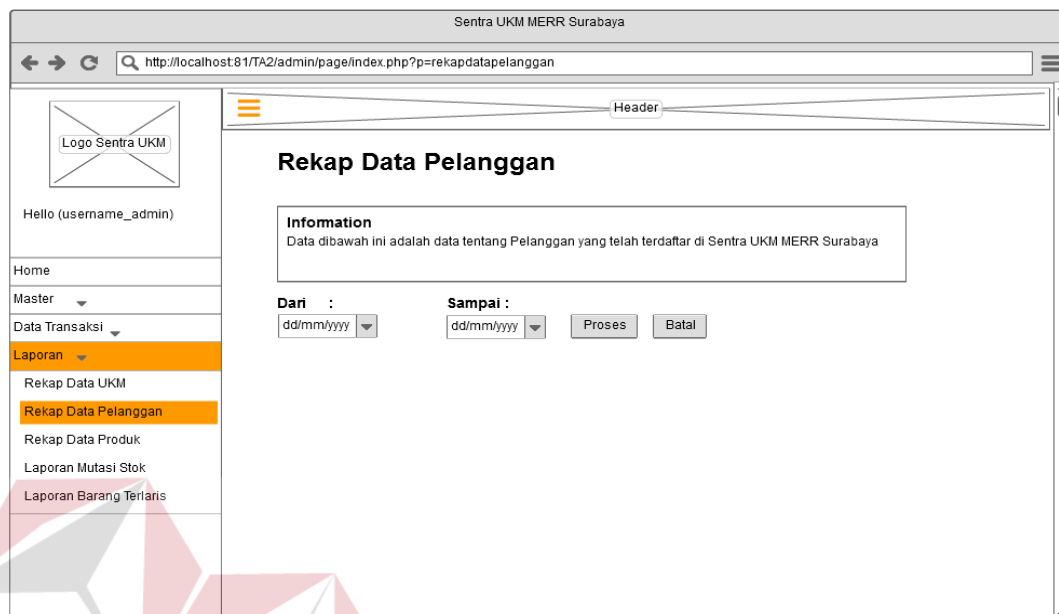 Sentra UKM MERR Surabaya
http://localhost:81/TA2/admin/page/index.php?p=rekapdatapelanggan
Logo Sentra UKM
Hello (username_admin)
Home
Master
Data Transaksi
Laporan
Rekap Data UKM
Rekap Data Pelanggan
Rekap Data Produk
Laporan Mutasi Stok
Laporan Barang Terlaris
Header
Rekap Data Pelanggan
Information
Data dibawah ini adalah data tentang Pelanggan yang telah terdaftar di Sentra UKM MERR Surabaya
Dari : Sampai :
dd/mm/yyyy dd/mm/yyyy Proses Batal